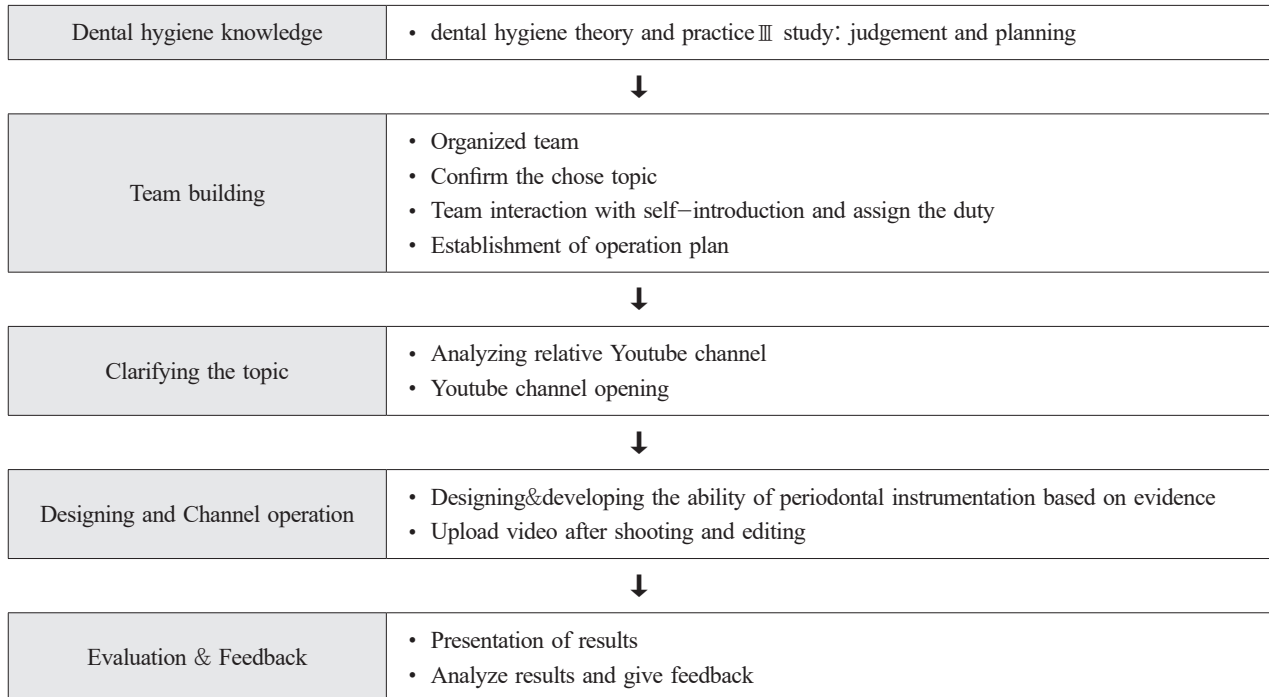 Dental hygiene knowledge
• dental hygiene theory and practice Ⅲ study: judgement and planning
Team building
• Organized team
• Confirm the chose topic
• Team interaction with self−introduction and assign the duty
• Establishment of operation plan
Clarifying the topic
• Analyzing relative Youtube channel
• Youtube channel opening
Designing and Channel operation
• Designing&developing the ability of periodontal instrumentation based on evidence
• Upload video after shooting and editing
Evaluation & Feedback
• Presentation of results
• Analyze results and give feedback